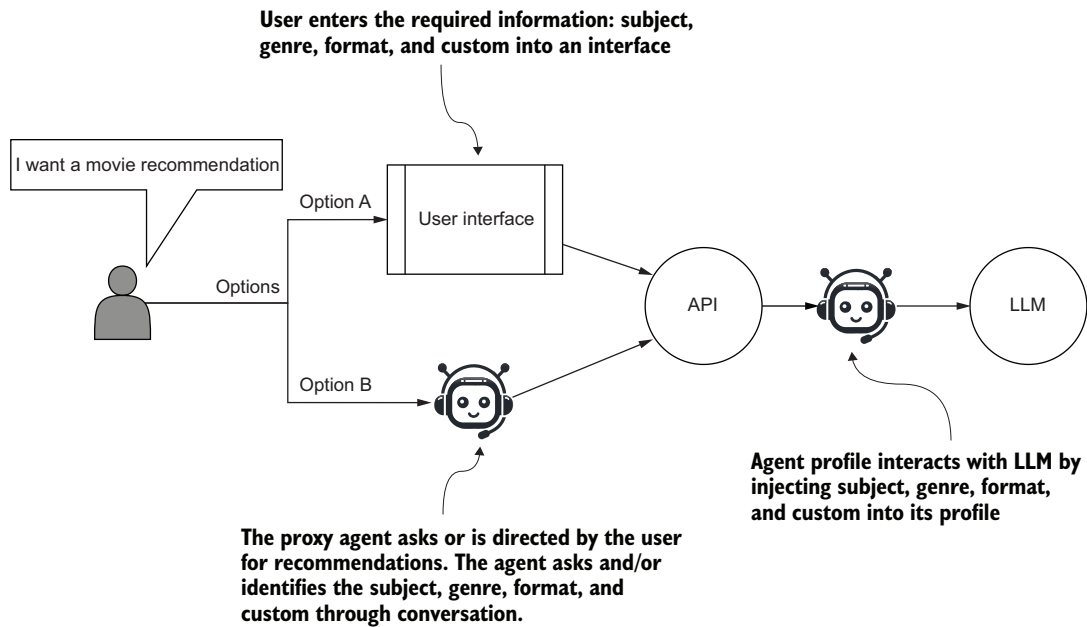 User enters the required information: subject,
genre, format, and custom into an interface
I want a movie recommendation
Option A
User interface
Options
API
LLM
Option B
Agent profile interacts with LLM by
injecting subject, genre, format,
and custom into its profile
The proxy agent asks or is directed by the user
for recommendations. The agent asks and/or
identifies the subject, genre, format, and
custom through conversation.